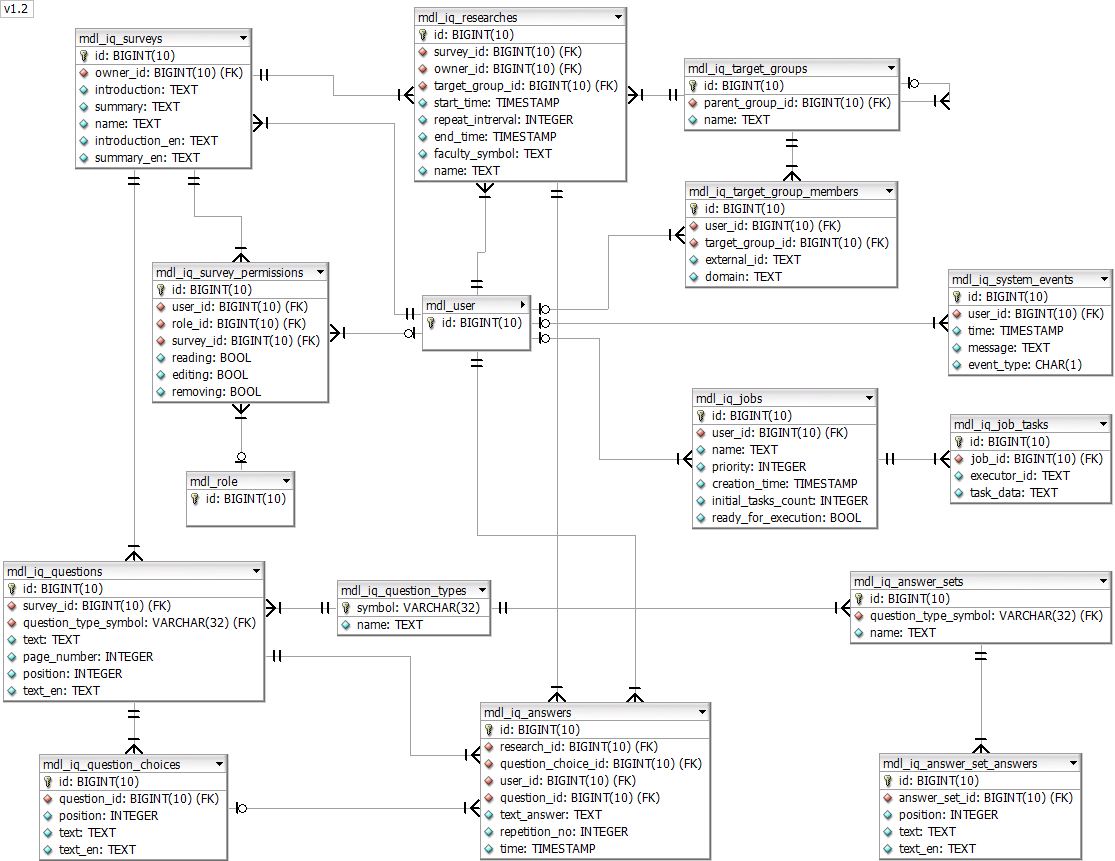 v1.2
mdl_iq_surveys
id: BIGINT(10)
owner_id: BIGINT(10) (FK)
introduction: TEXT
summary: TEXT
name: TEXT
introduction_en: TEXT
summary_en: TEXT
mdl_iq_researches
id: BIGINT(10)
survey_id: BIGINT(10) (FK)
owner_id: BIGINT(10) (FK)
target_group_id: BIGINT(10) (FK)
start_time: TIMESTAMP
repeat_interval: INTEGER
end_time: TIMESTAMP
faculty_symbol: TEXT
name: TEXT
mdl_iq_target_groups
id: BIGINT(10)
parent_group_id: BIGINT(10) (FK)
name: TEXT
mdl_iq_target_group_members
id: BIGINT(10)
user_id: BIGINT(10) (FK)
target_group_id: BIGINT(10) (FK)
external_id: TEXT
domain: TEXT
mdl_iq_survey_permissions
id: BIGINT(10)
user_id: BIGINT(10) (FK)
role_id: BIGINT(10) (FK)
survey_id: BIGINT(10) (FK)
reading: BOOL
editing: BOOL
removing: BOOL
mdl_user
id: BIGINT(10)
mdl_iq_system_events
id: BIGINT(10)
user_id: BIGINT(10) (FK)
time: TIMESTAMP
message: TEXT
event_type: CHAR(1)
mdl_iq_jobs
id: BIGINT(10)
user_id: BIGINT(10) (FK)
name: TEXT
priority: INTEGER
creation_time: TIMESTAMP
initial_tasks_count: INTEGER
ready_for_execution: BOOL
mdl_iq_job_tasks
id: BIGINT(10)
job_id: BIGINT(10) (FK)
executor_id: TEXT
task_data: TEXT
mdl_role
id: BIGINT(10)
mdl_iq_questions
id: BIGINT(10)
survey_id: BIGINT(10) (FK)
question_type_symbol: VARCHAR(32) (FK)
text: TEXT
page_number: INTEGER
position: INTEGER
text_en: TEXT
mdl_iq_question_types
symbol: VARCHAR(32)
name: TEXT
mdl_iq_answer_sets
id: BIGINT(10)
question_type_symbol: VARCHAR(32) (FK)
name: TEXT
mdl_iq_question_choices
id: BIGINT(10)
question_id: BIGINT(10) (FK)
position: INTEGER
text: TEXT
text_en: TEXT
mdl_iq_answers
id: BIGINT(10)
research_id: BIGINT(10) (FK)
question_choice_id: BIGINT(10) (FK)
user_id: BIGINT(10) (FK)
question_id: BIGINT(10) (FK)
text_answer: TEXT
repetition_no: INTEGER
time: TIMESTAMP
mdl_iq_answer_set_answers
id: BIGINT(10)
answer_set_id: BIGINT(10) (FK)
position: INTEGER
text: TEXT
text_en: TEXT